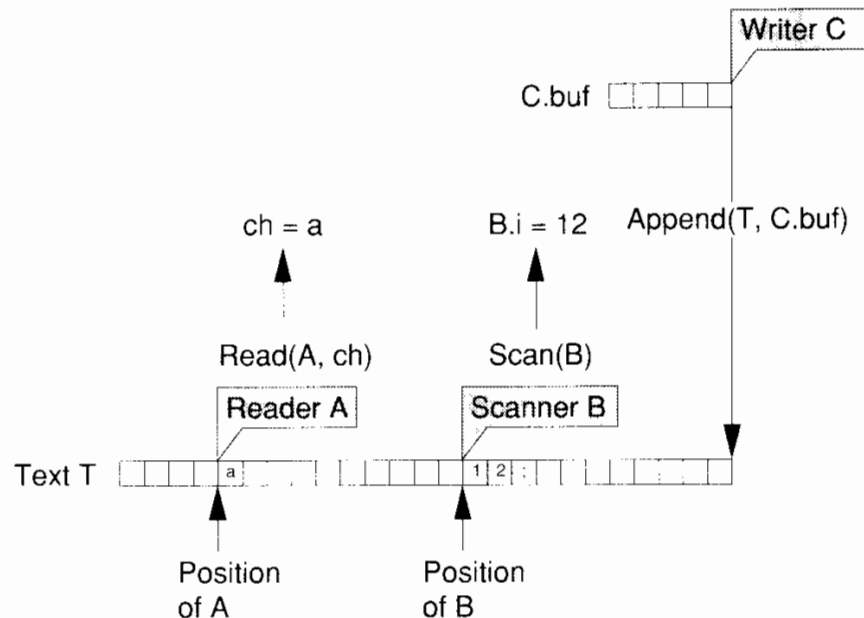 Writer C
C.buf
ch = a
B.i = 12
Append(T, C.buf)
Read(A, ch)
Scan(B)
Reader A
Scanner B
Text T
a
1 2 ;
Position
of A
Position
of B